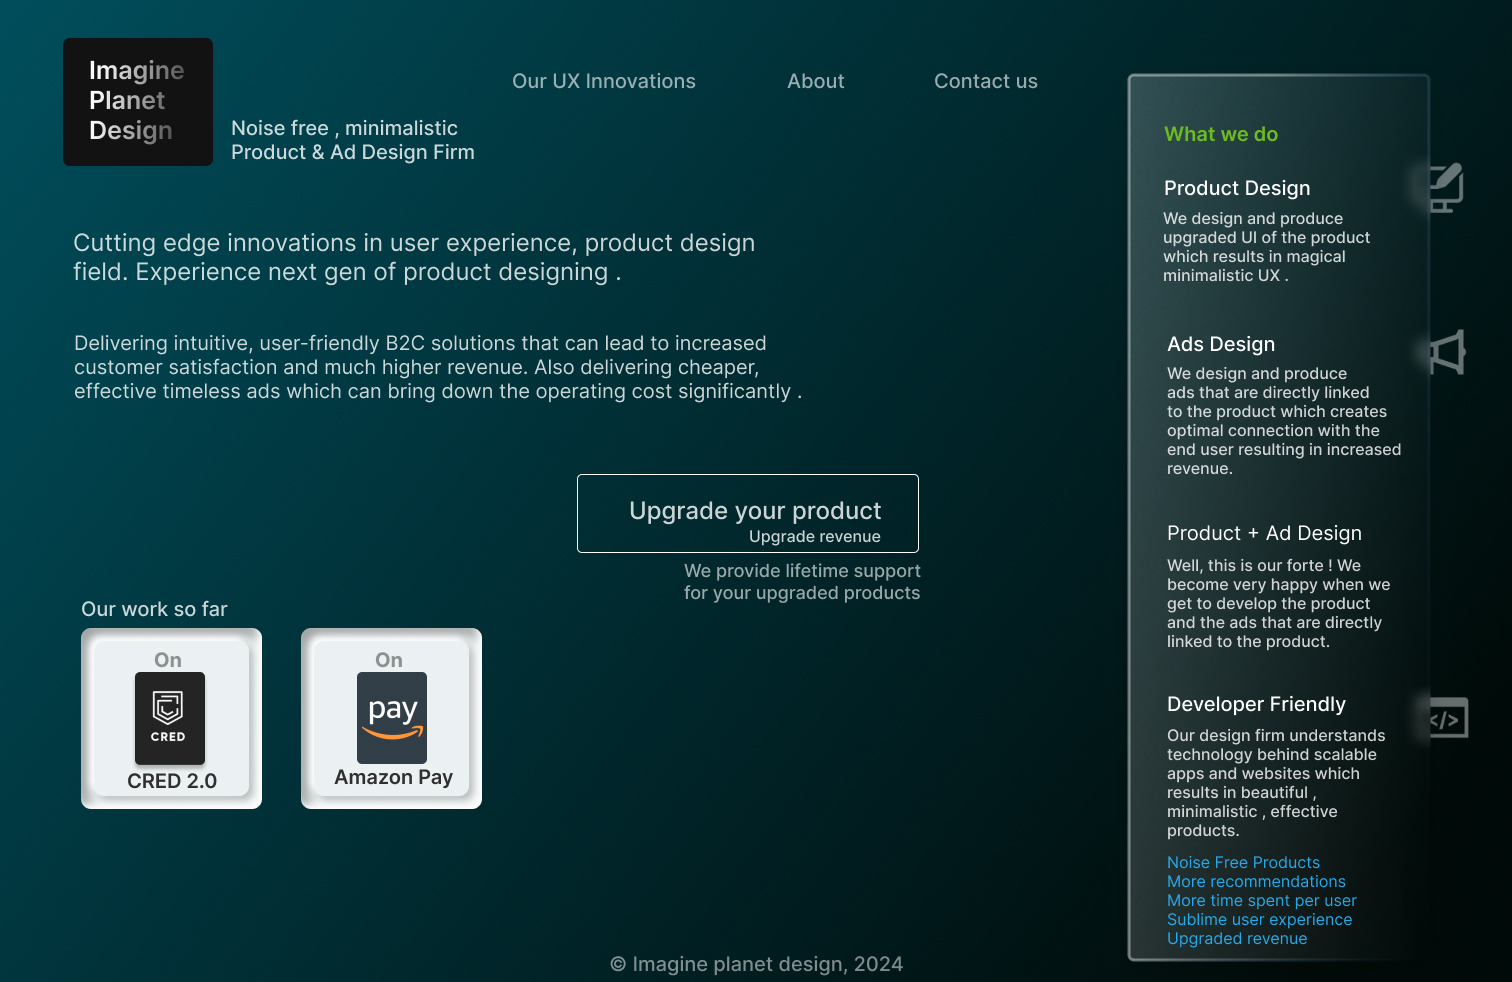 Imagine
Planet
Design
Noise free , minimalistic
Product & Ad Design Firm
Our UX Innovations
About
Contact us
Cutting edge innovations in user experience, product design
field. Experience next gen of product designing .
Delivering intuitive, user-friendly B2C solutions that can lead to increased
customer satisfaction and much higher revenue. Also delivering cheaper,
effective timeless ads which can bring down the operating cost significantly .
Upgrade your product
Upgrade revenue
We provide lifetime support
for your upgraded products
Our work so far
On
CRED
CRED 2.0
On
pay
Amazon Pay
What we do
Product Design
We design and produce
upgraded UI of the product
which results in magical
minimalistic UX .
Ads Design
We design and produce
ads that are directly linked
to the product which creates
optimal connection with the
end user resulting in increased
revenue.
Product + Ad Design
Well, this is our forte ! We
become very happy when we
get to develop the product
and the ads that are directly
linked to the product.
Developer Friendly
Our design firm understands
technology behind scalable
apps and websites which
results in beautiful ,
minimalistic , effective
products.
Noise Free Products
More recommendations
More time spent per user
Sublime user experience
Upgraded revenue
© Imagine planet design, 2024